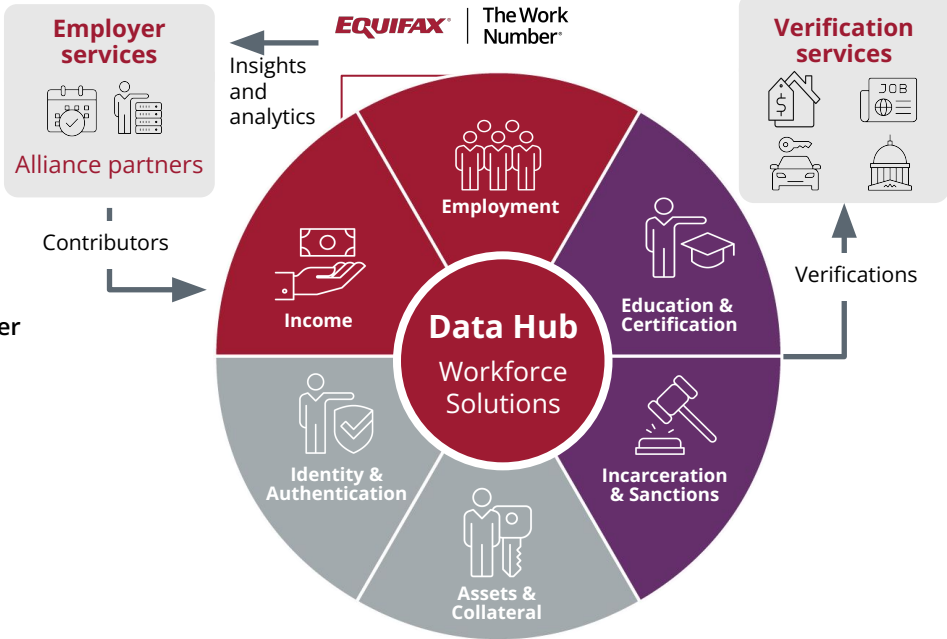 Employer
services
Alliance partners
EQUIFAX®
The Work
Number®
Insights
and
analytics
Verification
services
$
JOB
Contributors
Verifications
er
Employment
Income
Education &
Certification
Data Hub
Workforce
Solutions
Identity &
Authentication
Incarceration
& Sanctions
Assets &
Collateral